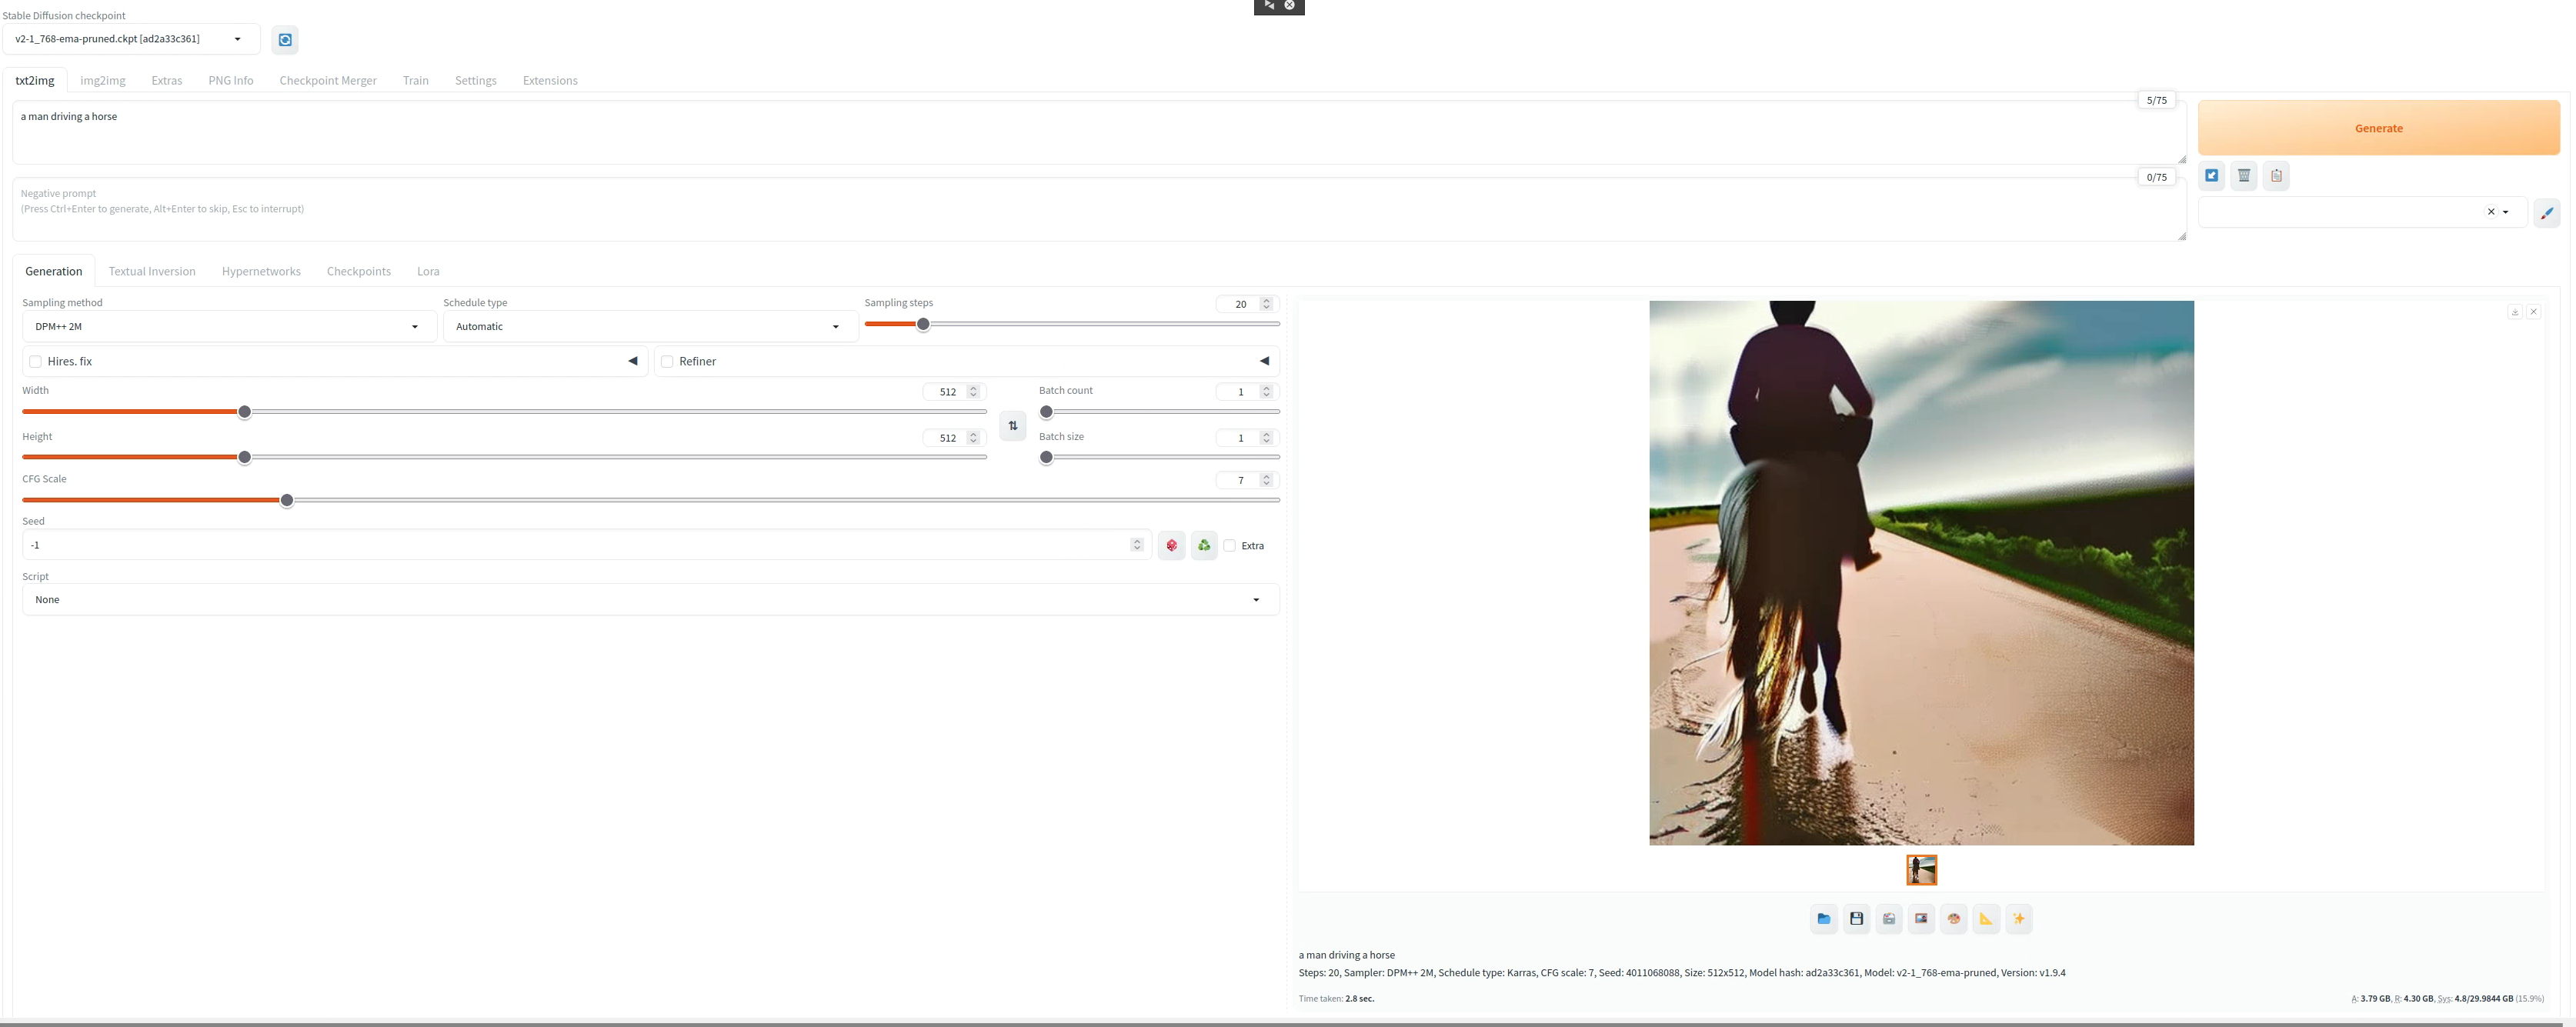 Stable Diffusion checkpoint
v2-1_768-ema-pruned.ckpt [ad2a33c361]
txt2img img2img Extras PNG Info Checkpoint Merger Train Settings Extensions
5/75
a man driving a horse
Generate
0/75
Negative prompt
(Press Ctrl+Enter to generate, Alt+Enter to skip, Esc to interrupt)
Generation Textual Inversion Hypernetworks Checkpoints Lora
Sampling method Schedule type Sampling steps 20
DPM++ 2M Automatic
Hires. fix Refiner
Width 512 Batch count 1
Height 512 Batch size 1
CFG Scale 7
Seed
-1 Extra
Script
None
a man driving a horse
Steps: 20, Sampler: DPM++ 2M, Schedule type: Karras, CFG scale: 7, Seed: 4011068088, Size: 512x512, Model hash: ad2a33c361, Model: v2-1_768-ema-pruned, Version: v1.9.4
Time taken: 2.8 sec. A: 3.79 GB, R: 4.30 GB, Sys: 4.8/29.9844 GB (15.9%)